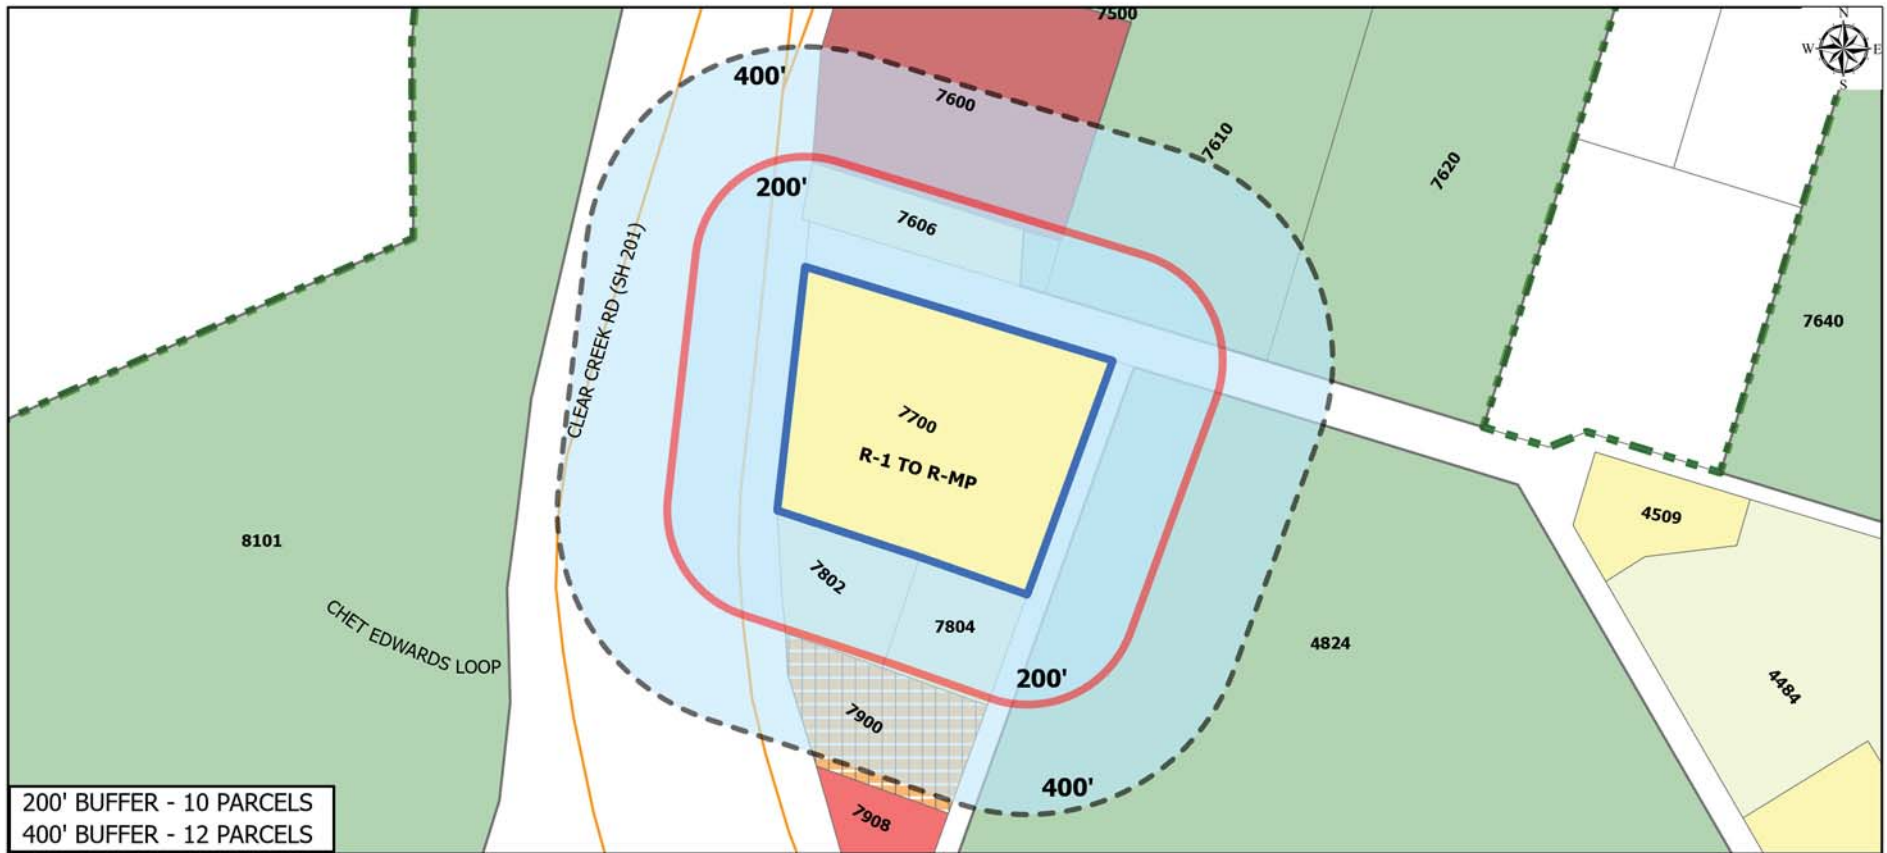 7500
N
W E
S
400'
7600
7610
7620
200'
7606
CLEAR CREEK RD (SH 201)
7640
7700
R-1 TO R-MP
4509
8101
7802
7804
CHET EDWARDS LOOP
4824
200'
4484
7900
400'
7908
200' BUFFER - 10 PARCELS
400' BUFFER - 12 PARCELS